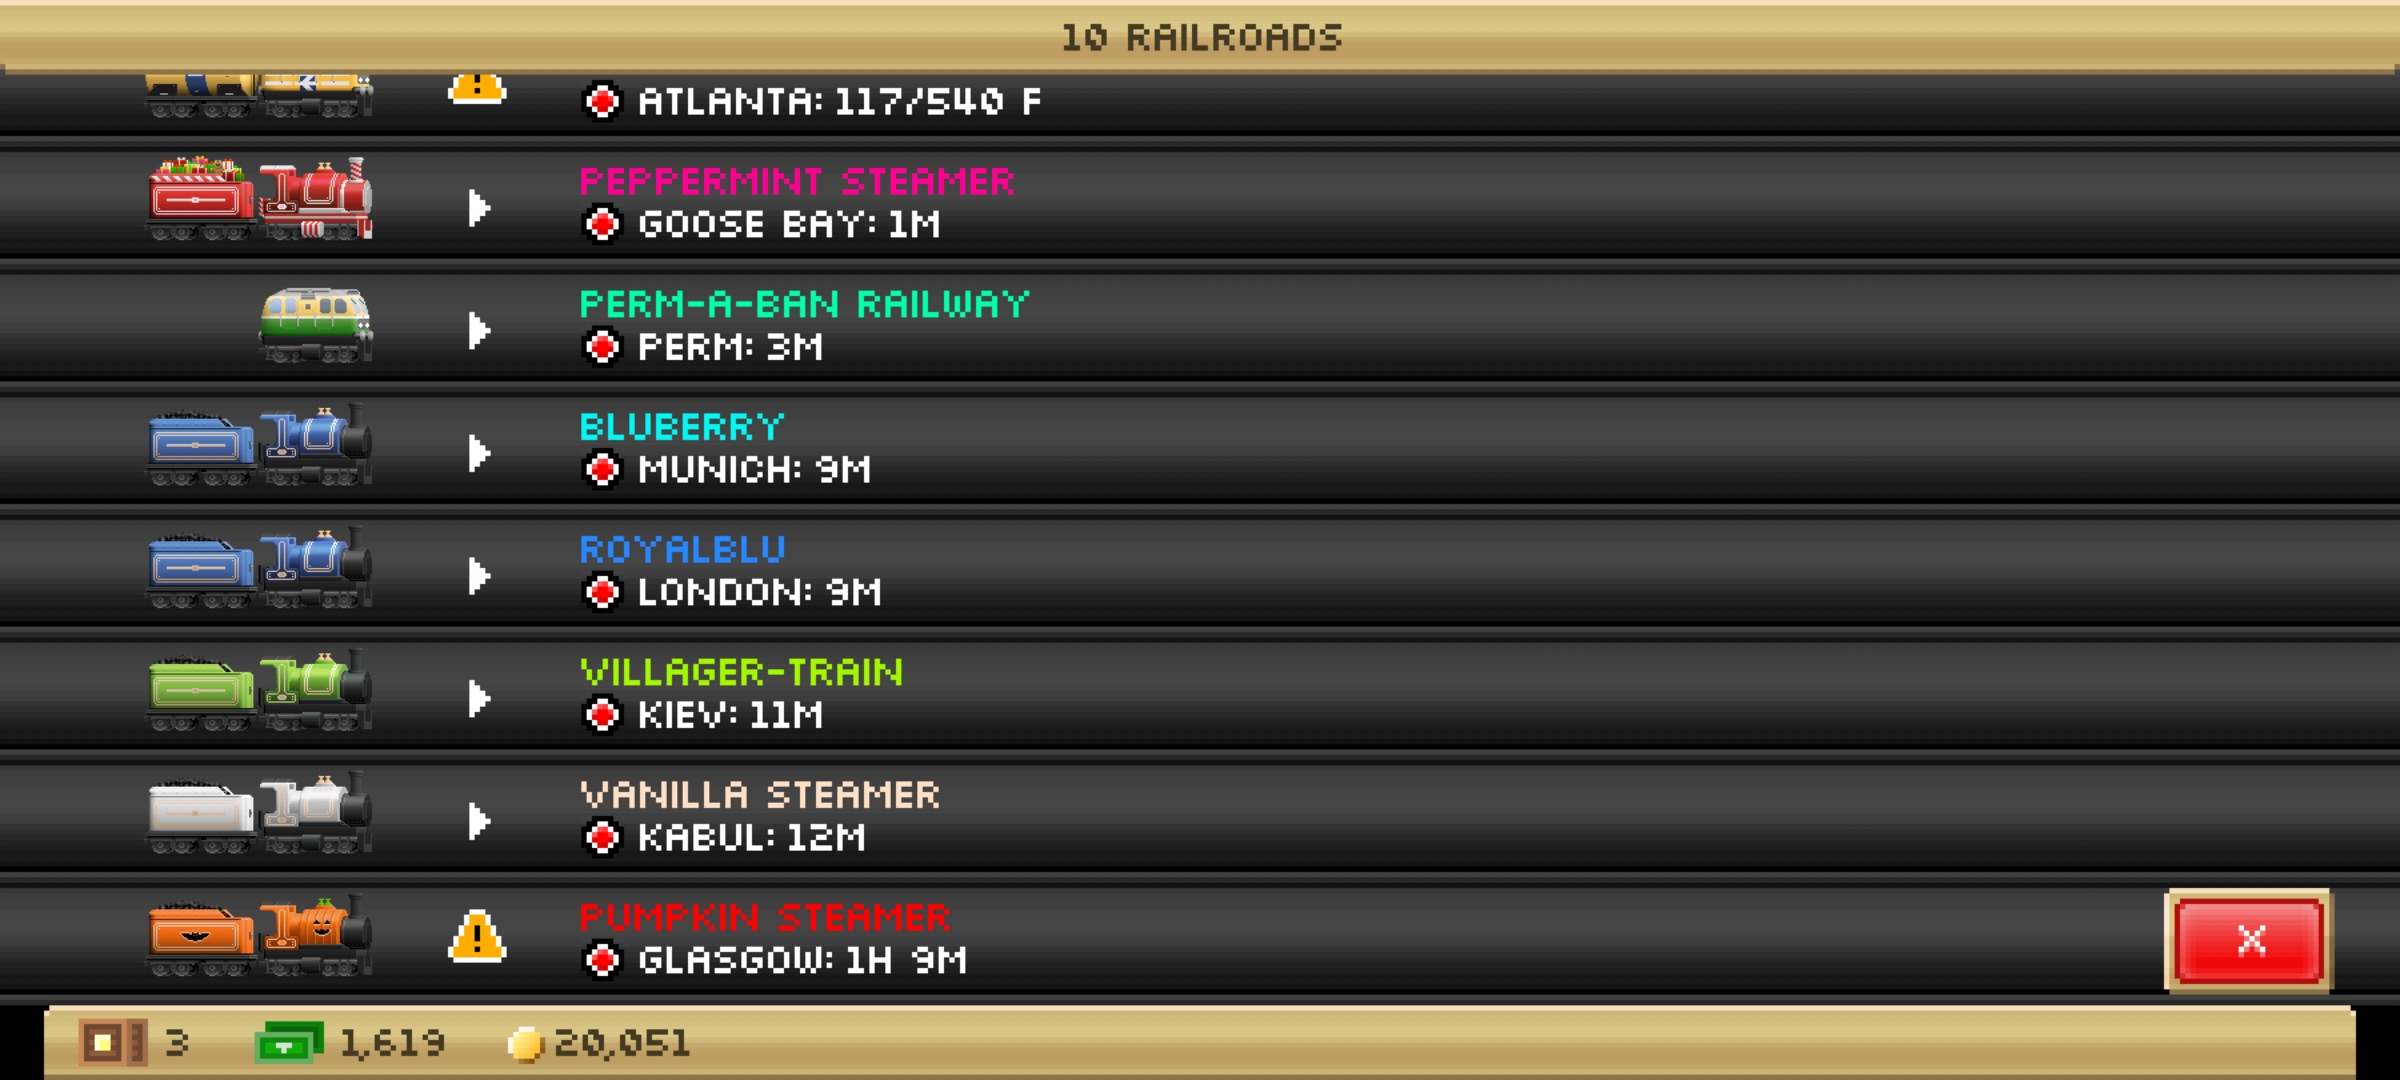 10 RAILROADS
ATLANTA: 117/540 F
PEPPERMINT STEAMER
GOOSE BAY: 1M
PERM-A-BAN RAILWAY
PERM: 3M
BLUBERRY
MUNICH: 9M
ROYALBLU
LONDON: 9M
VILLAGER-TRAIN
KIEV: 11M
VANILLA STEAMER
KABUL: 12M
PUMPKIN STEAMER
GLASGOW: 1H 9M
X
3 1,619 20,051